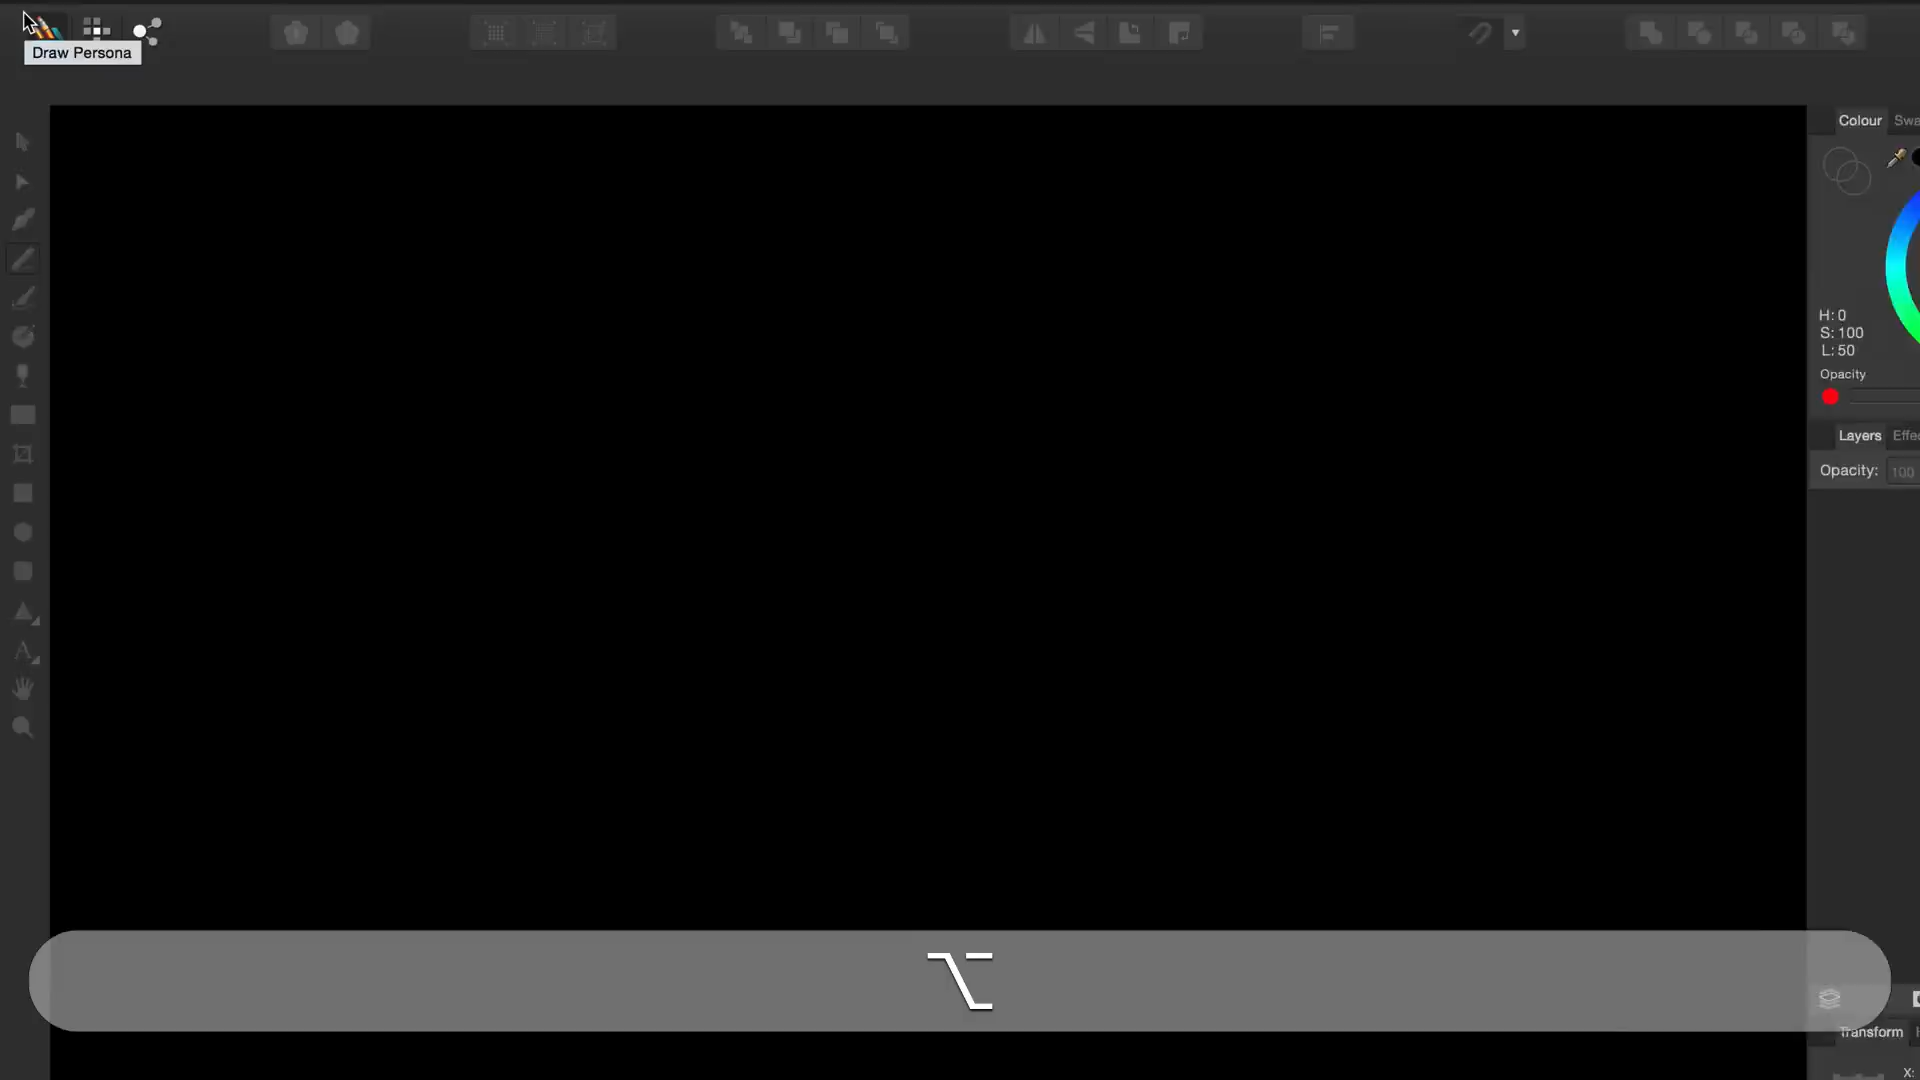 Draw Persona
Colour
Swa
H: 0
S: 100
L: 50
Opacity
Layers
Effe
Opacity:
100
⌥
Transform
X: